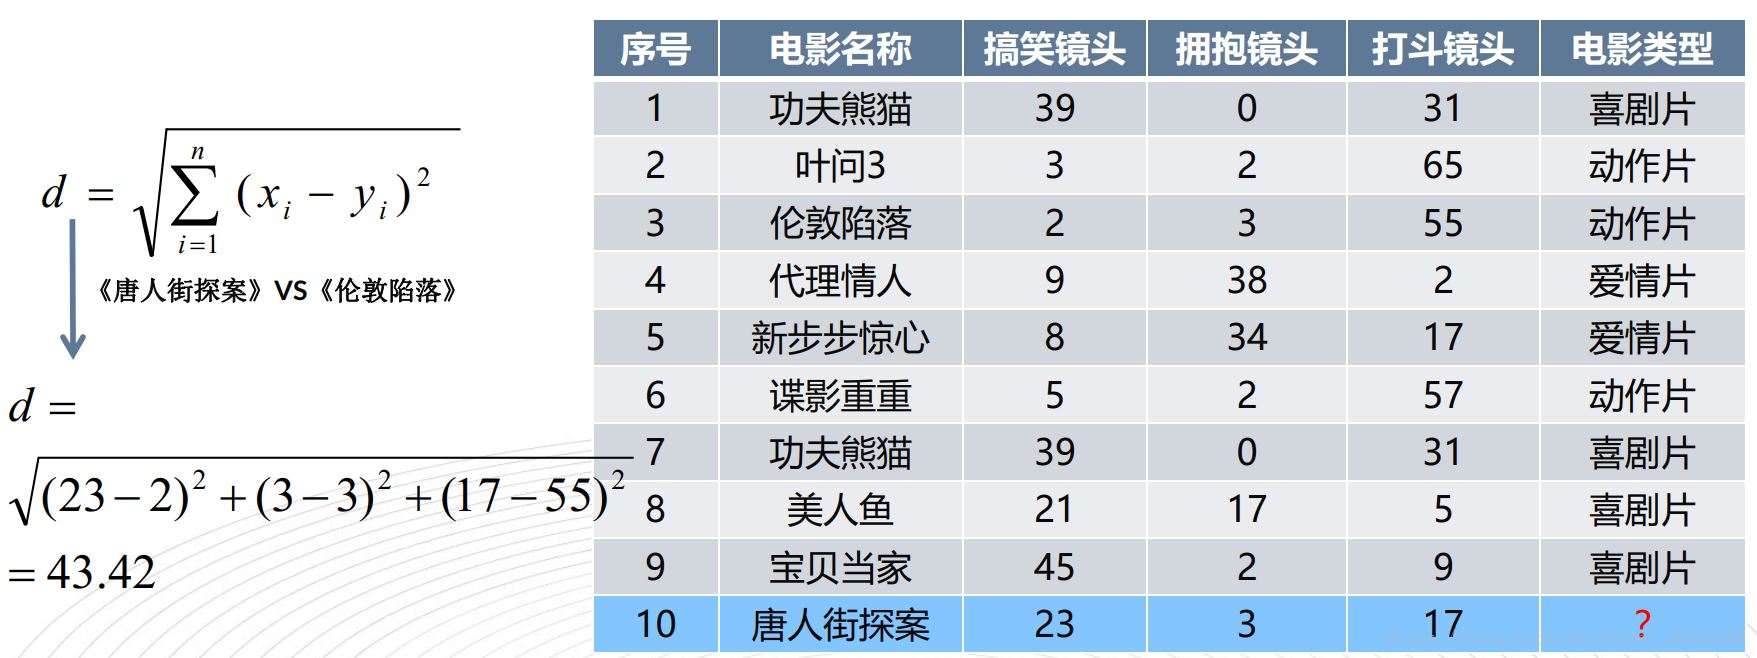 d = √ n ∑ i=1 (x i − y i) 2
《唐人街探案》VS《伦敦陷落》
d =
√(23−2)² +(3−3)² +(17−55)²
= 43.42
序号 电影名称 搞笑镜头 拥抱镜头 打斗镜头 电影类型
1 功夫熊猫 39 0 31 喜剧片
2 叶问3 3 2 65 动作片
3 伦敦陷落 2 3 55 动作片
4 代理情人 9 38 2 爱情片
5 新步步惊心 8 34 17 爱情片
6 谍影重重 5 2 57 动作片
7 功夫熊猫 39 0 31 喜剧片
8 美人鱼 21 17 5 喜剧片
9 宝贝当家 45 2 9 喜剧片
10 唐人街探案 23 3 17 ?